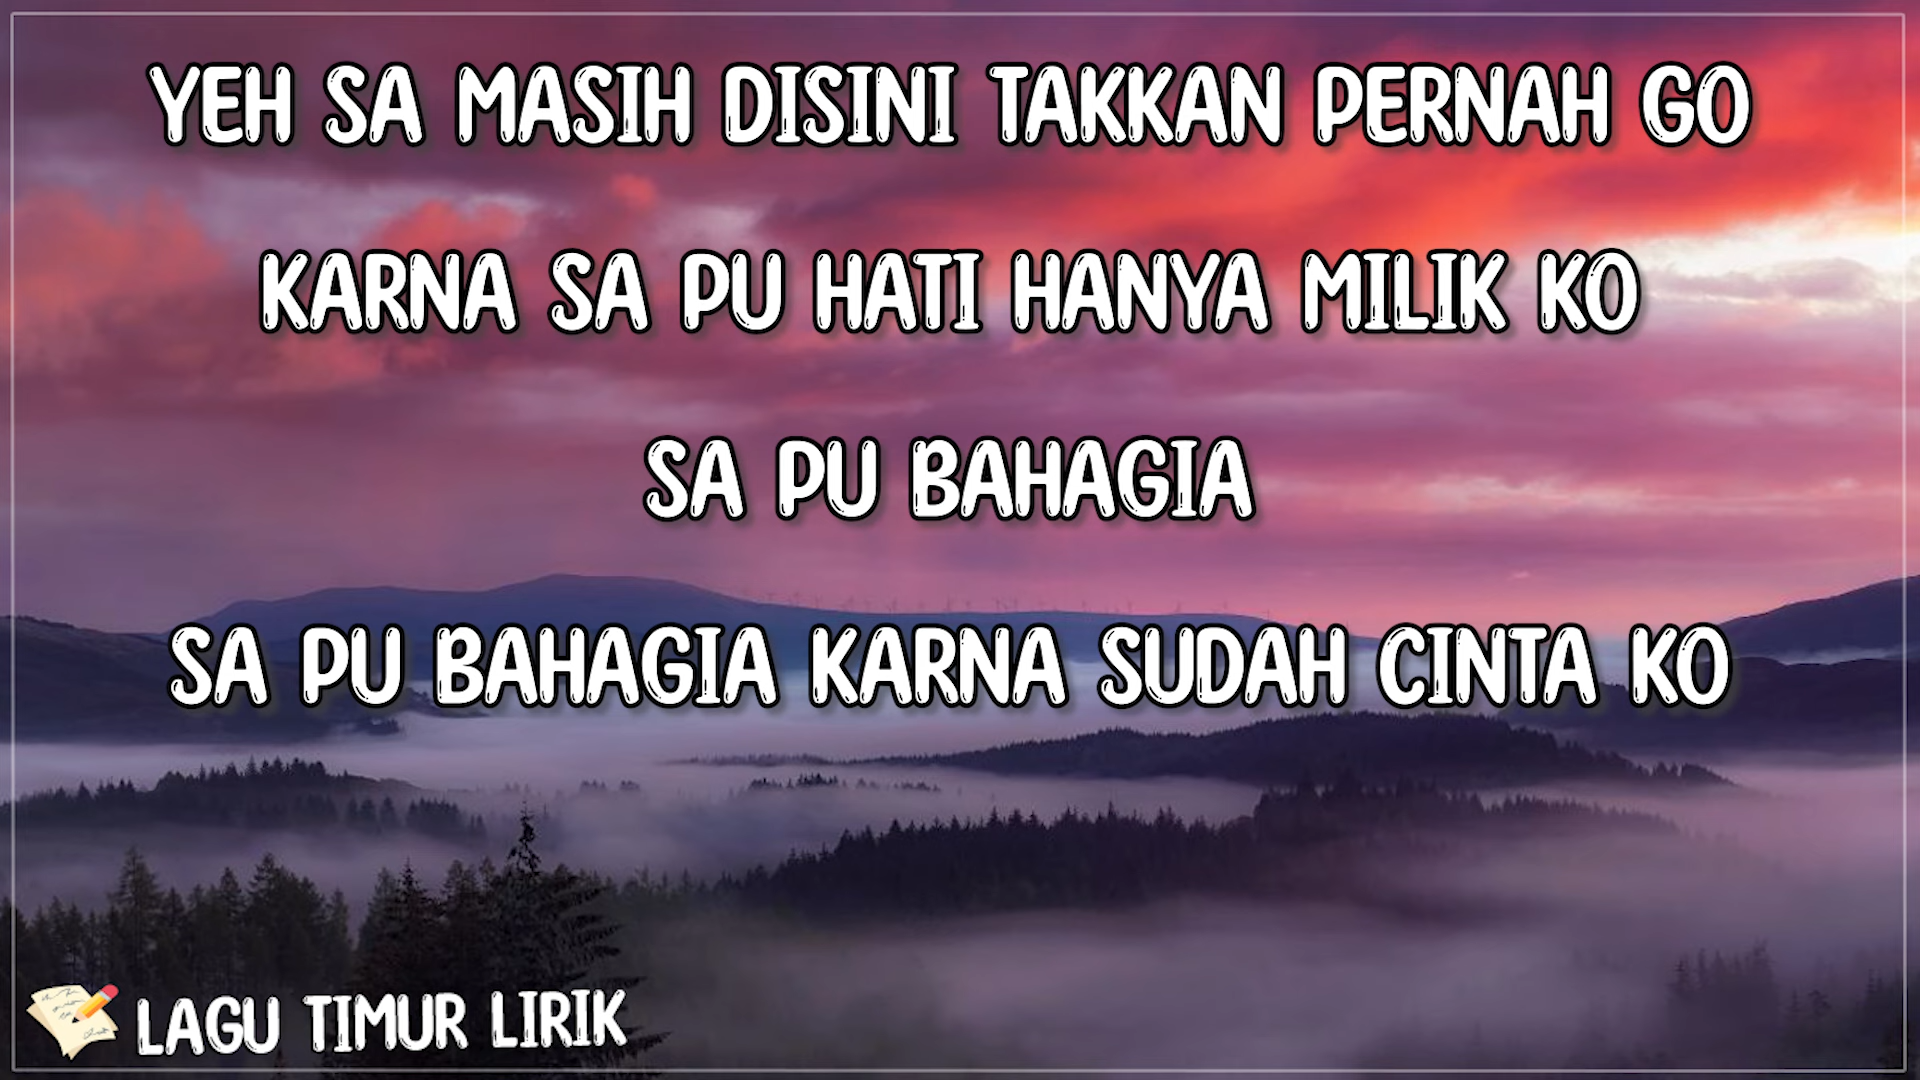 YEH SA MASIH DISINI TAKKAN PERNAH GO
KARNA SA PU HATI HANYA MILIK KO
SA PU BAHAGIA
SA PU BAHAGIA KARNA SUDAH CINTA KO
LAGU TIMUR LIRIK